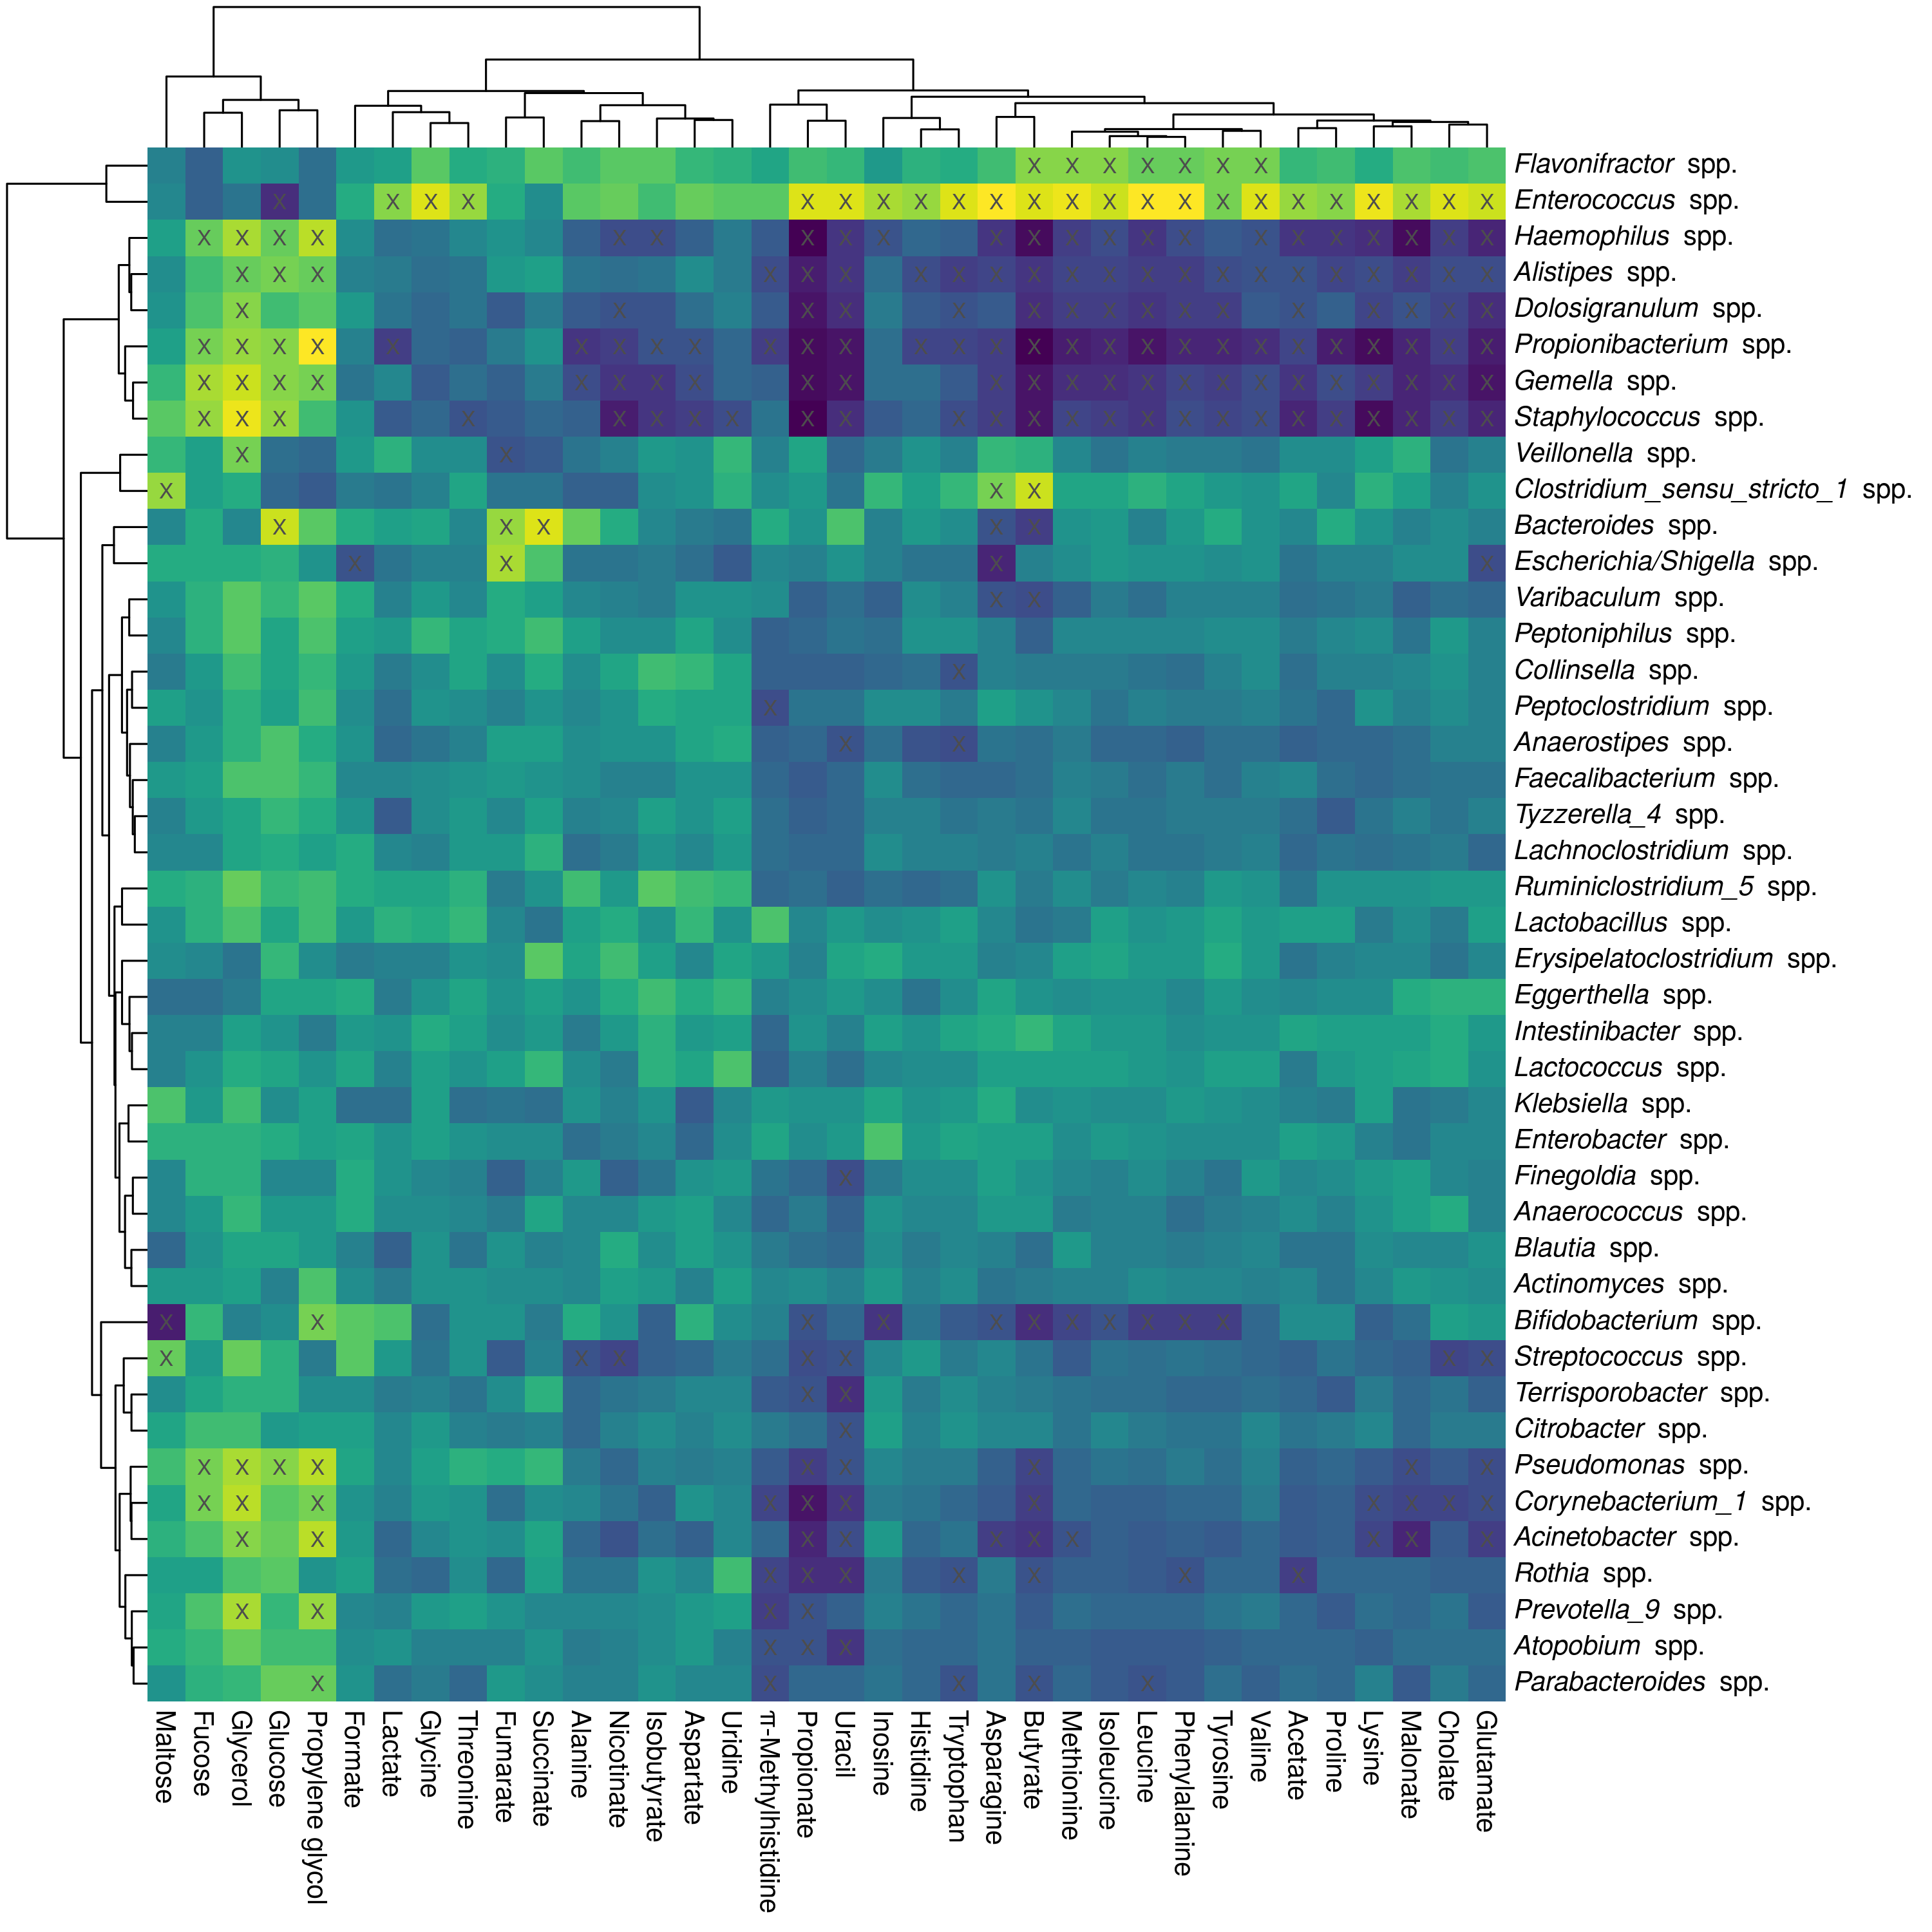 Flavonifractor spp.
Enterococcus spp.
Haemophilus spp.
Alistipes spp.
Dolosigranulum spp.
Propionibacterium spp.
Gemella spp.
Staphylococcus spp.
Veillonella spp.
Clostridium_sensu_stricto_1 spp.
Bacteroides spp.
Escherichia/Shigella spp.
Varibaculum spp.
Peptoniphilus spp.
Collinsella spp.
Peptoclostridium spp.
Anaerostipes spp.
Faecalibacterium spp.
Tyzzerella_4 spp.
Lachnoclostridium spp.
Ruminiclostridium_5 spp.
Lactobacillus spp.
Erysipelatoclostridium spp.
Eggerthella spp.
Intestinibacter spp.
Lactococcus spp.
Klebsiella spp.
Enterobacter spp.
Finegoldia spp.
Anaerococcus spp.
Blautia spp.
Actinomyces spp.
Bifidobacterium spp.
Streptococcus spp.
Terrisporobacter spp.
Citrobacter spp.
Pseudomonas spp.
Corynebacterium_1 spp.
Acinetobacter spp.
Rothia spp.
Prevotella_9 spp.
Atopobium spp.
Parabacteroides spp.
Maltose
Fucose
Glycerol
Glucose
Propylene glycol
Formate
Lactate
Glycine
Threonine
Fumarate
Succinate
Alanine
Nicotinate
Isobutyrate
Aspartate
Uridine
π-Methylhistidine
Propionate
Uracil
Inosine
Histidine
Tryptophan
Asparagine
Butyrate
Methionine
Isoleucine
Leucine
Phenylalanine
Tyrosine
Valine
Acetate
Proline
Lysine
Malonate
Cholate
Glutamate